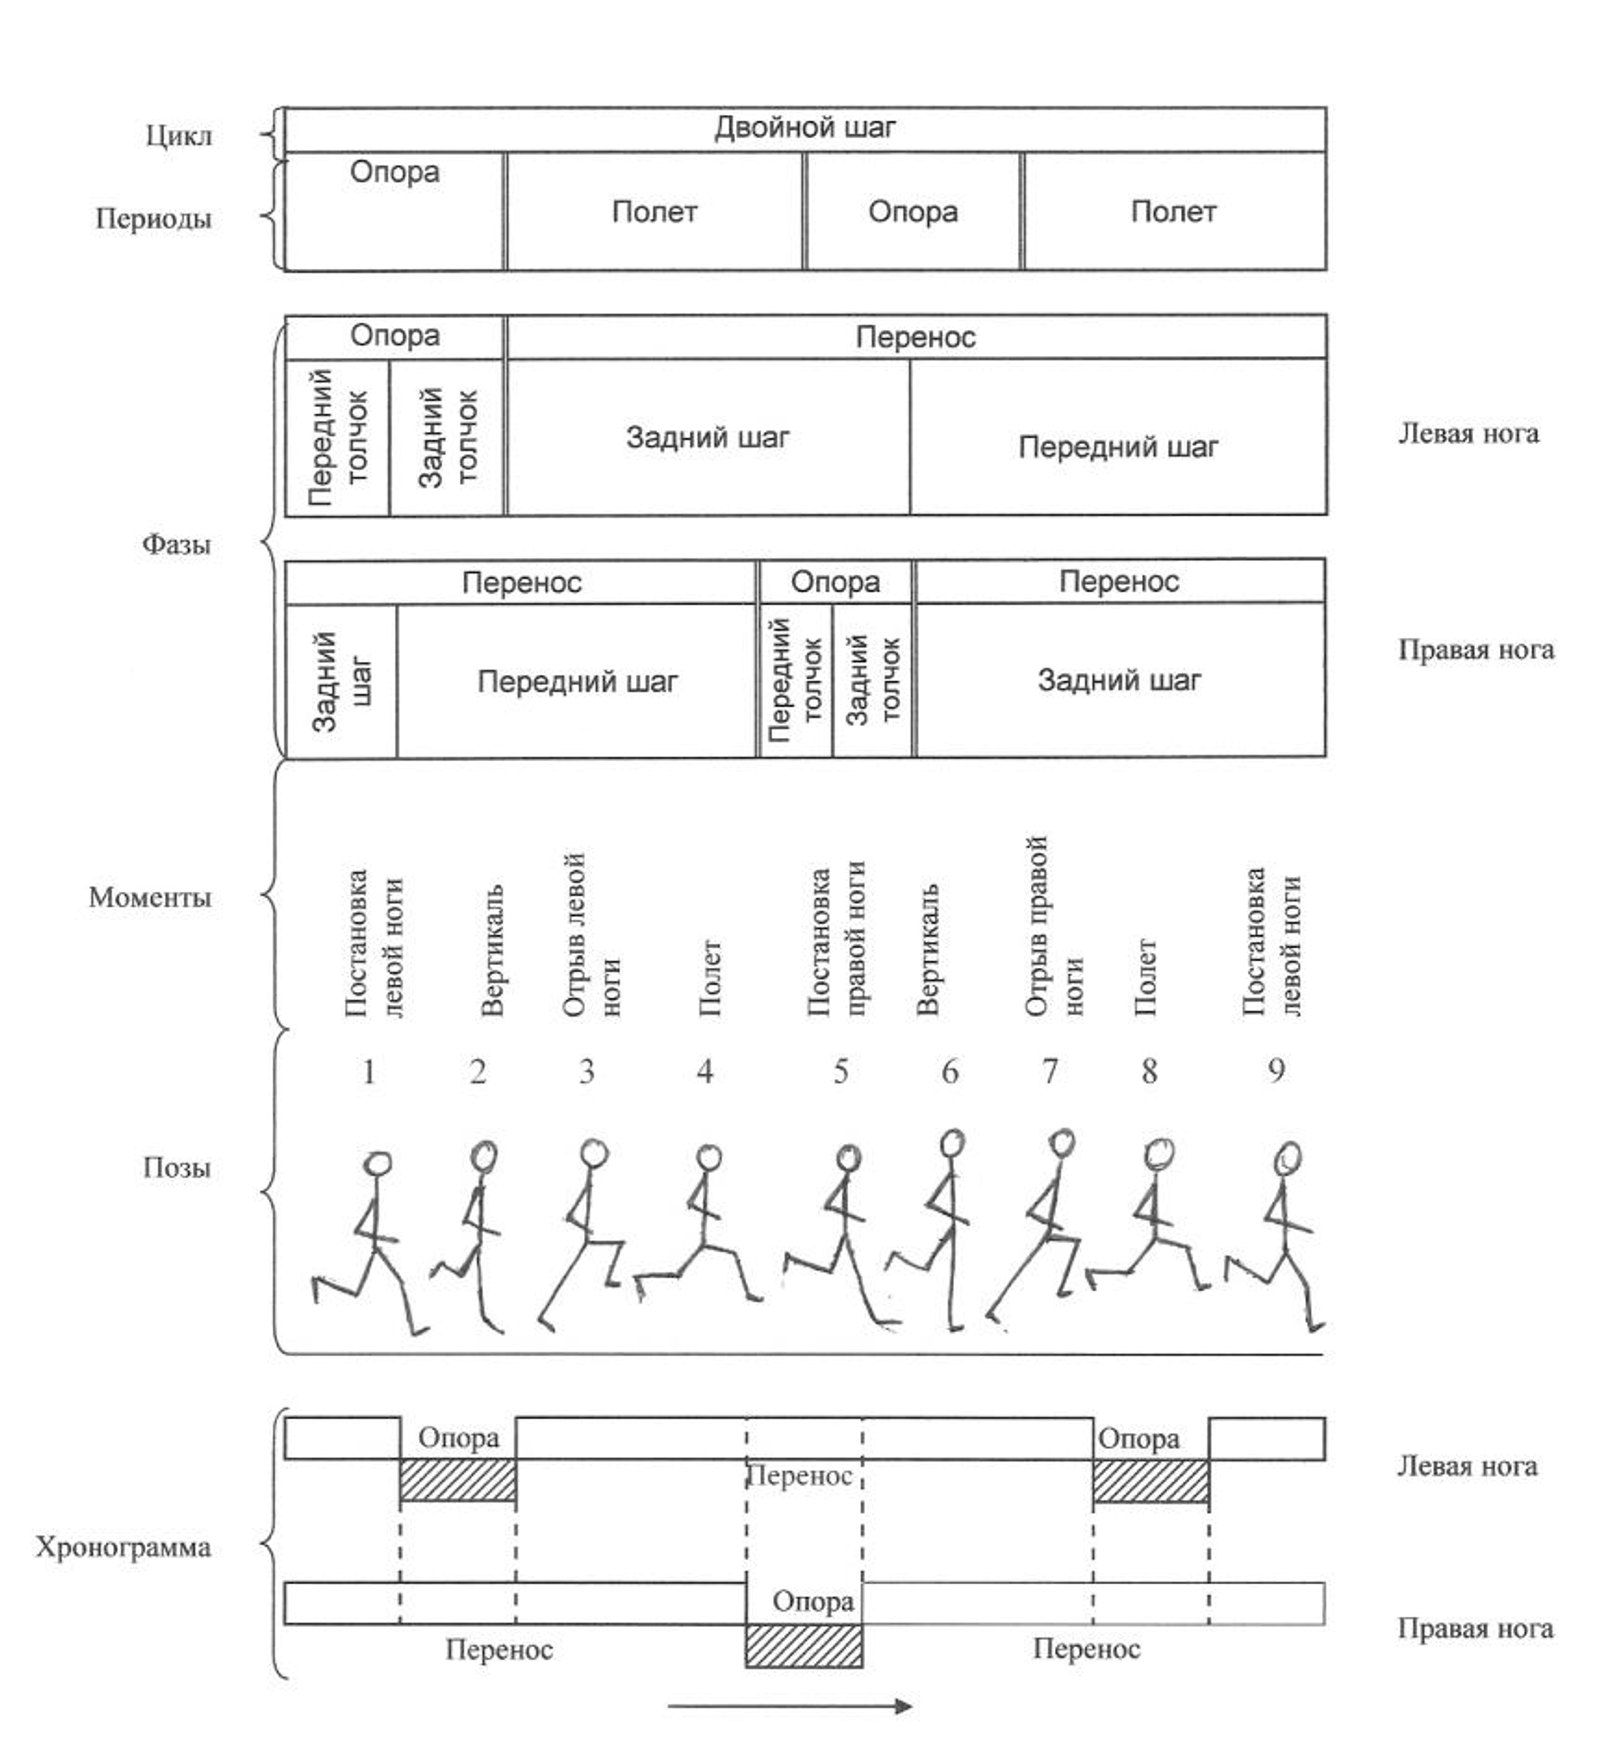 Цикл
Двойной шаг
Периоды
Опора
Полет
Опора
Полет
Фазы
Опора
Перенос
Передний
толчок
Задний
толчок
Задний шаг
Передний шаг
Левая нога
Перенос
Опора
Перенос
Задний
шаг
Передний шаг
Передний
толчок
Задний
толчок
Задний шаг
Правая нога
Моменты
Постановка
левой ноги
Вертикаль
Отрыв левой
ноги
Полет
Постановка
правой ноги
Вертикаль
Отрыв правой
ноги
Полет
Постановка
левой ноги
1 2 3 4 5 6 7 8 9
Позы
Хронограмма
Опора
Опора
Перенос
Левая нога
Опора
Перенос
Перенос
Правая нога